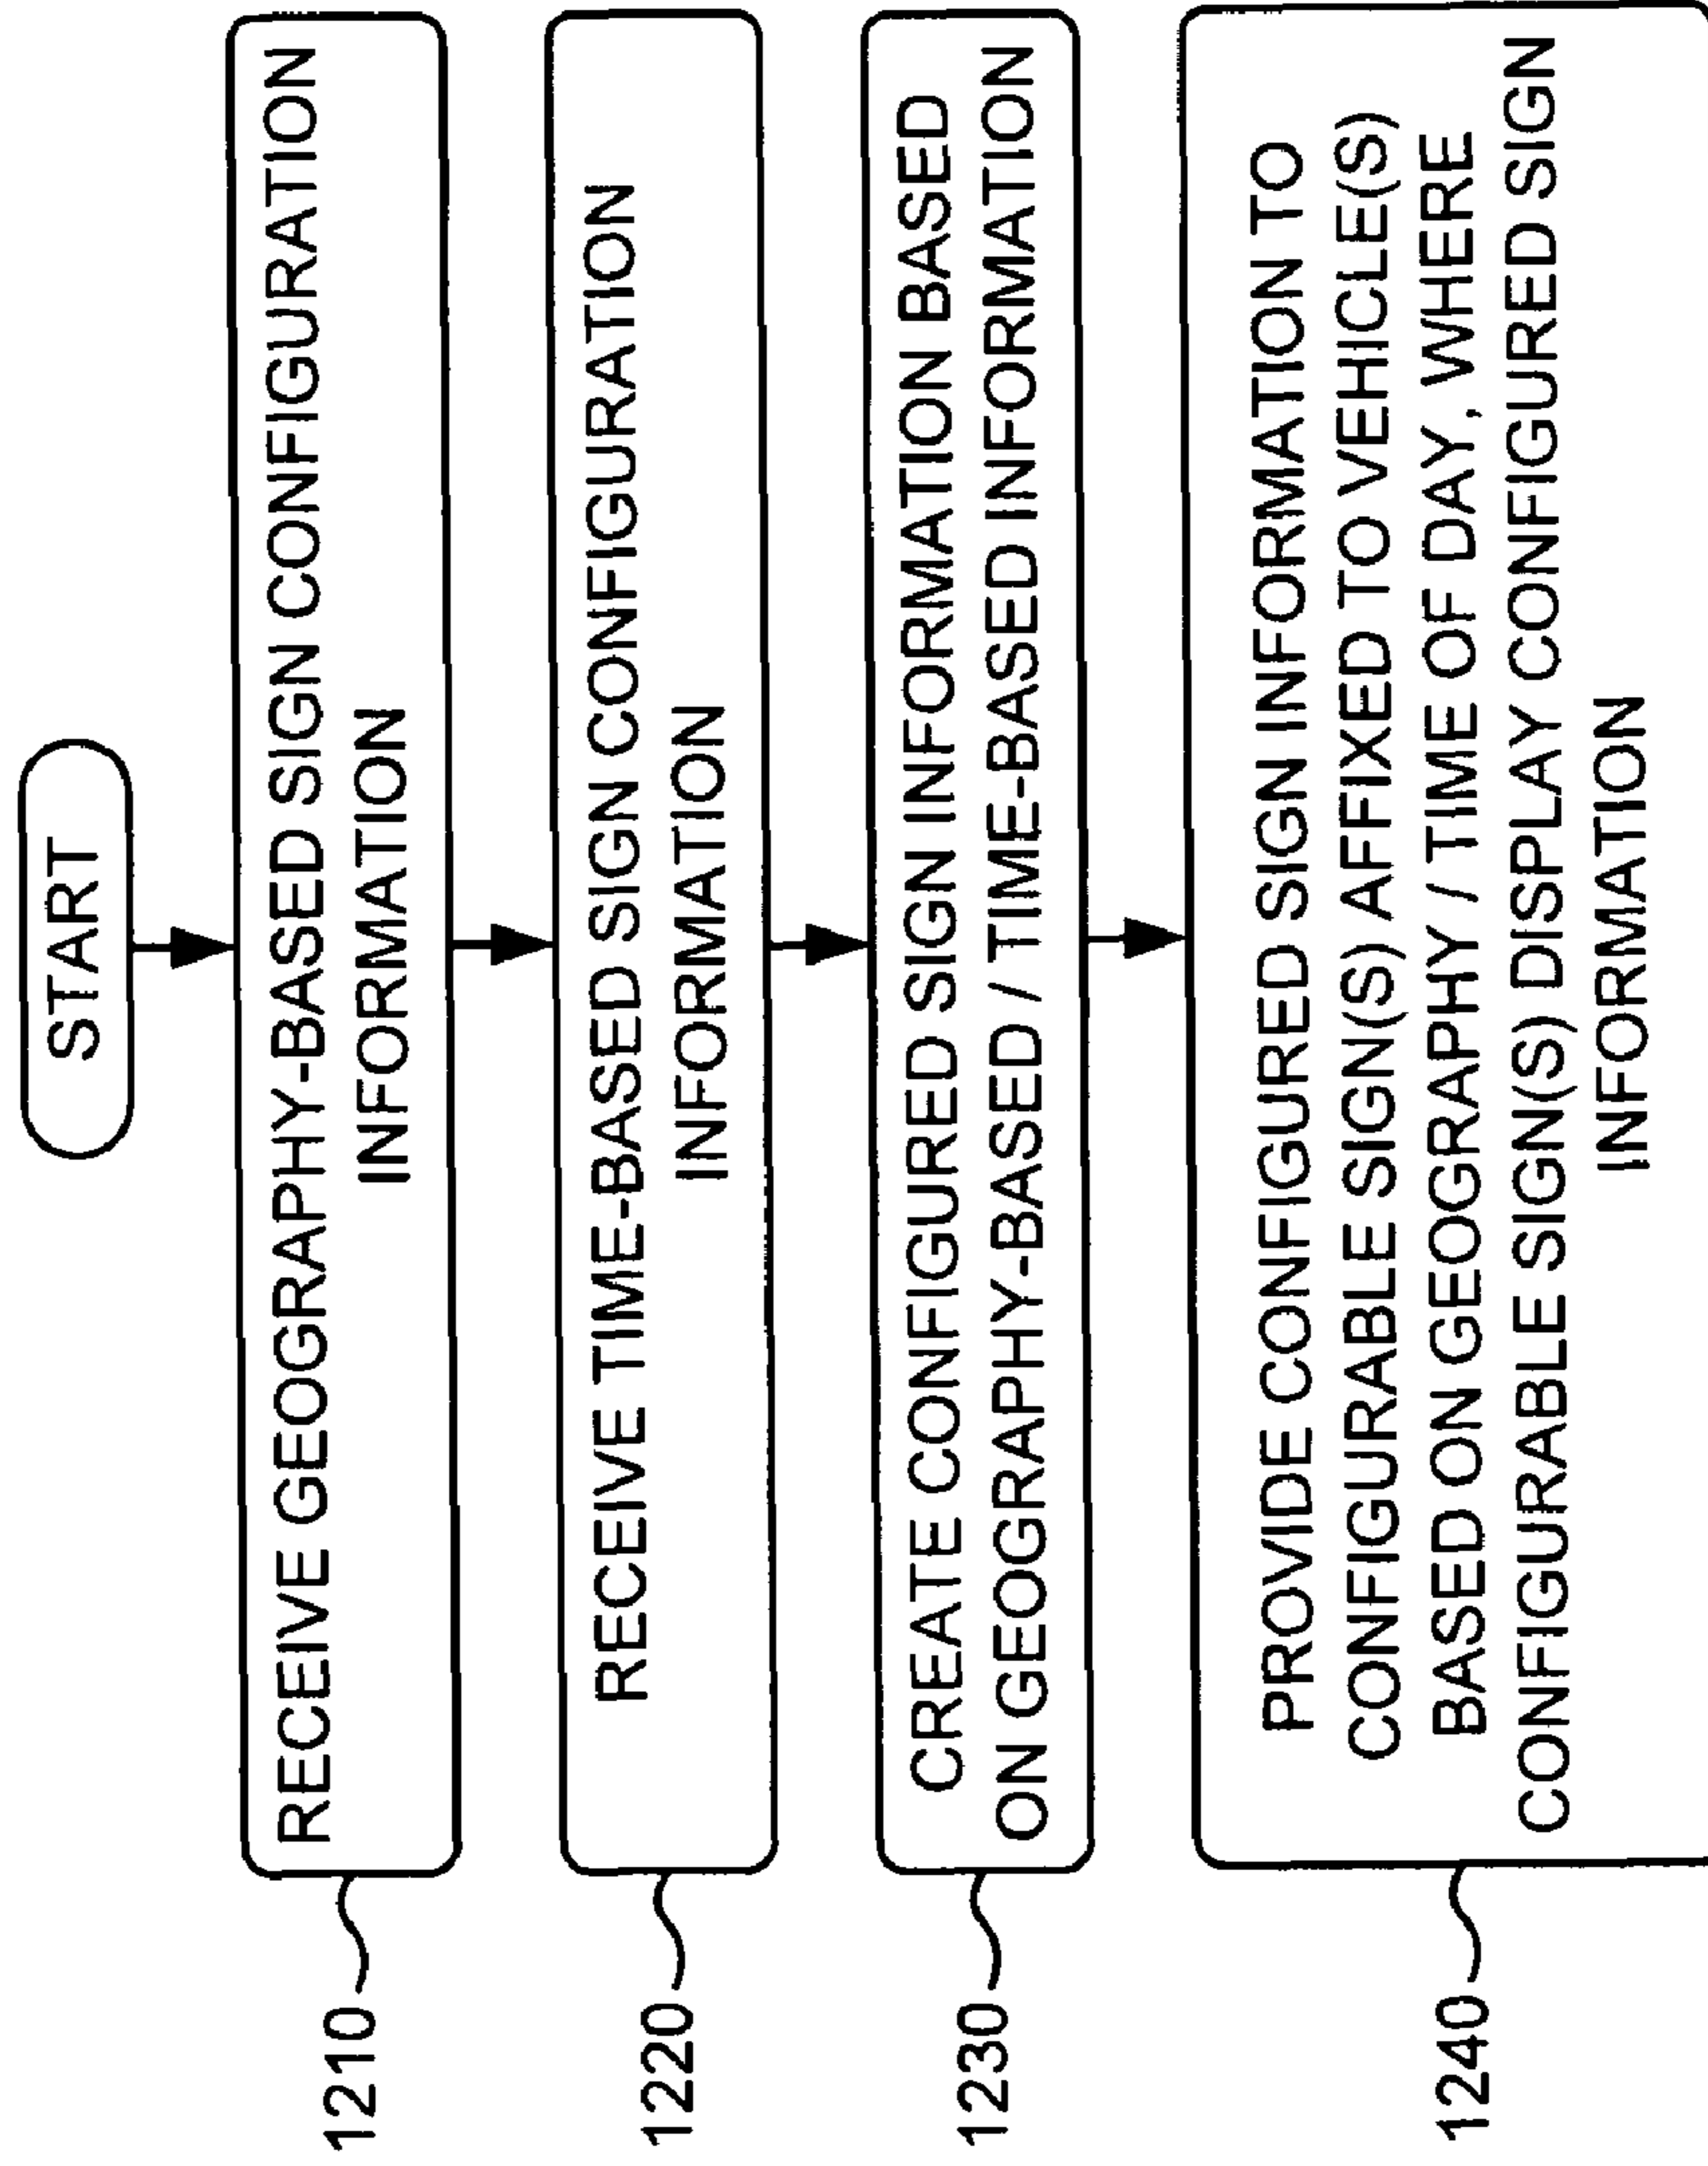 START
1210
RECEIVE GEOGRAPHY-BASED SIGN CONFIGURATION
INFORMATION
1220
RECEIVE TIME-BASED SIGN CONFIGURATION
INFORMATION
1230
CREATE CONFIGURED SIGN INFORMATION BASED
ON GEOGRAPHY-BASED / TIME-BASED INFORMATION
1240
PROVIDE CONFIGURED SIGN INFORMATION TO
CONFIGURABLE SIGN(S) AFFIXED TO VEHICLE(S)
BASED ON GEOGRAPHY / TIME OF DAY, WHERE
CONFIGURABLE SIGN(S) DISPLAY CONFIGURED SIGN
INFORMATION